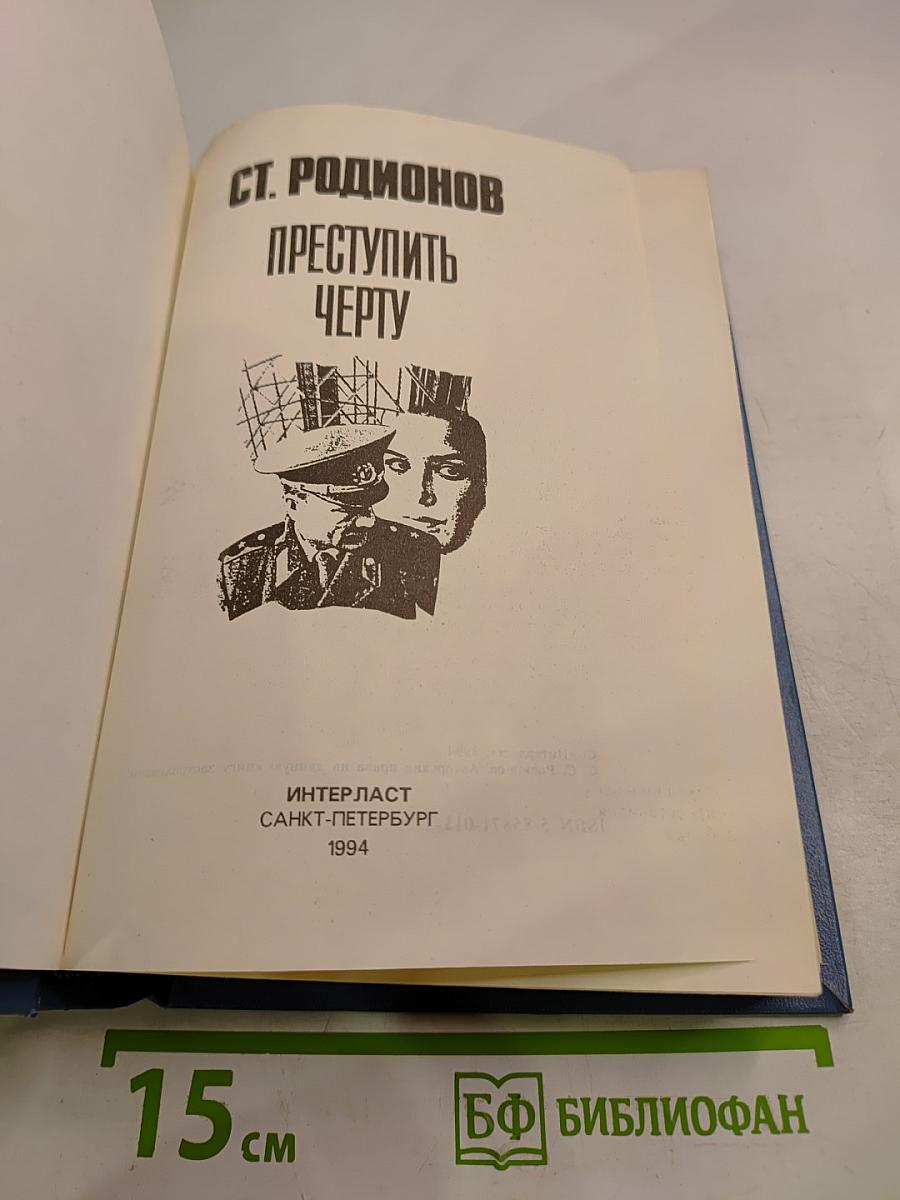 СТ. РОДИОНОВ
ПРЕСТУПИТЬ
ЧЕРТУ
ИНТЕРЛАСТ
САНКТ-ПЕТЕРБУРГ
1994
15 см
БФ БИБЛИОФАН